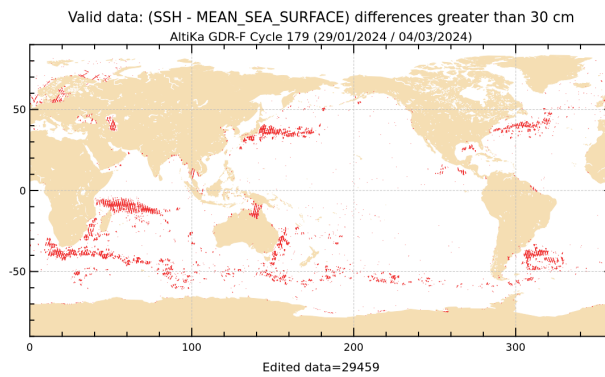 Valid data: (SSH - MEAN_SEA_SURFACE) differences greater than 30 cm
AltiKa GDR-F Cycle 179 (29/01/2024 / 04/03/2024)
50
0
-50
0 100 200 300
Edited data=29459